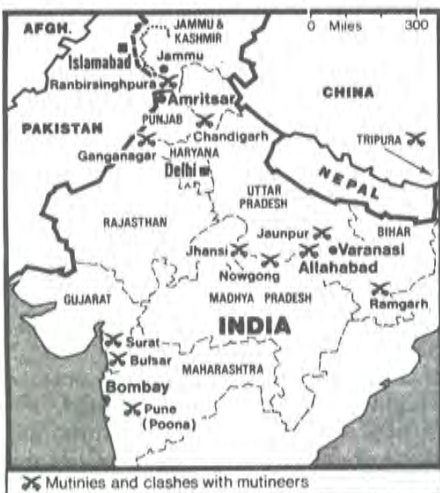 AFGH.
JAMMU &
KASHMIR
0 Miles 300
Islamabad
Jammu
Ranbirsinghpura
Amritsar
CHINA
PAKISTAN
PUNJAB
Chandigarh
TRIPURA
Ganganagar
HARYANA
Delhi
NEPAL
UTTAR
PRADESH
RAJASTHAN
Jaunpur
BIHAR
Jhansi
Varanasi
Allahabad
Nowgong
GUJARAT
MADHYA PRADESH
Ramgarh
INDIA
Surat
Bulsar
MAHARASHTRA
Bombay
Pune
(Poona)
Mutinies and clashes with mutineers